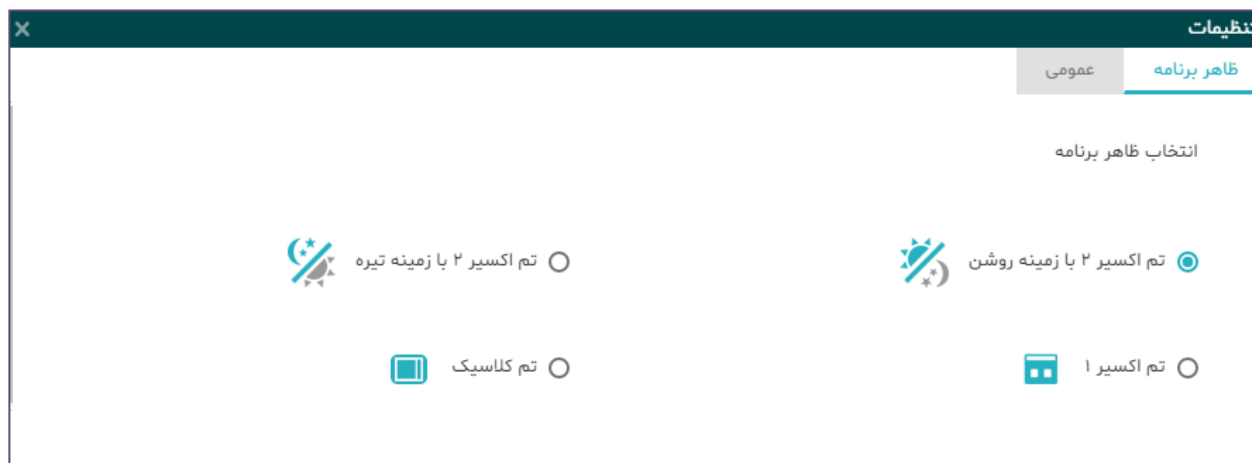 تنظیمات
ظاهر برنامه عمومی
انتخاب ظاهر برنامه
تم اکسیر ۲ با زمینه روشن تم اکسیر ۲ با زمینه تیره
تم اکسیر ۱ تم کلاسیک